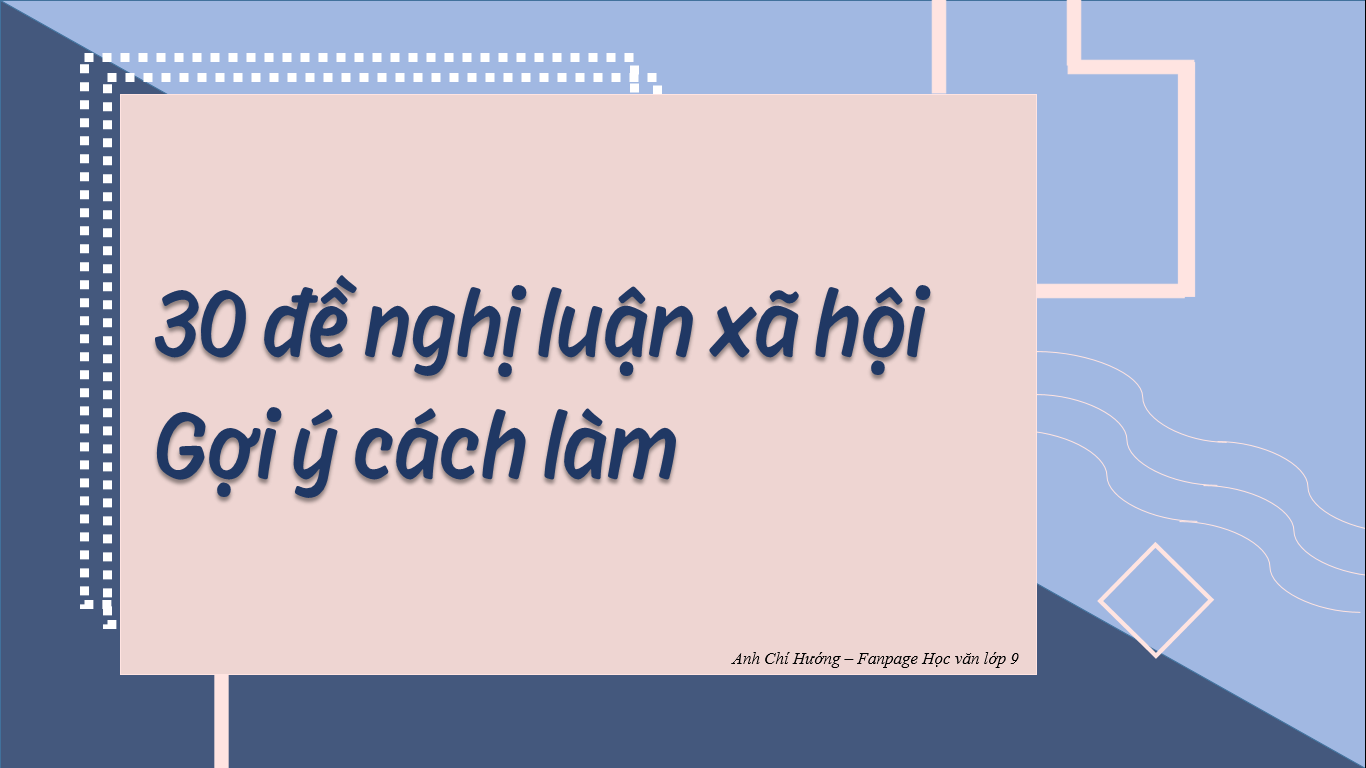 30 đề nghị luận xã hội
Gợi ý cách làm
Anh Chí Hướng – Fanpage Học văn lớp 9